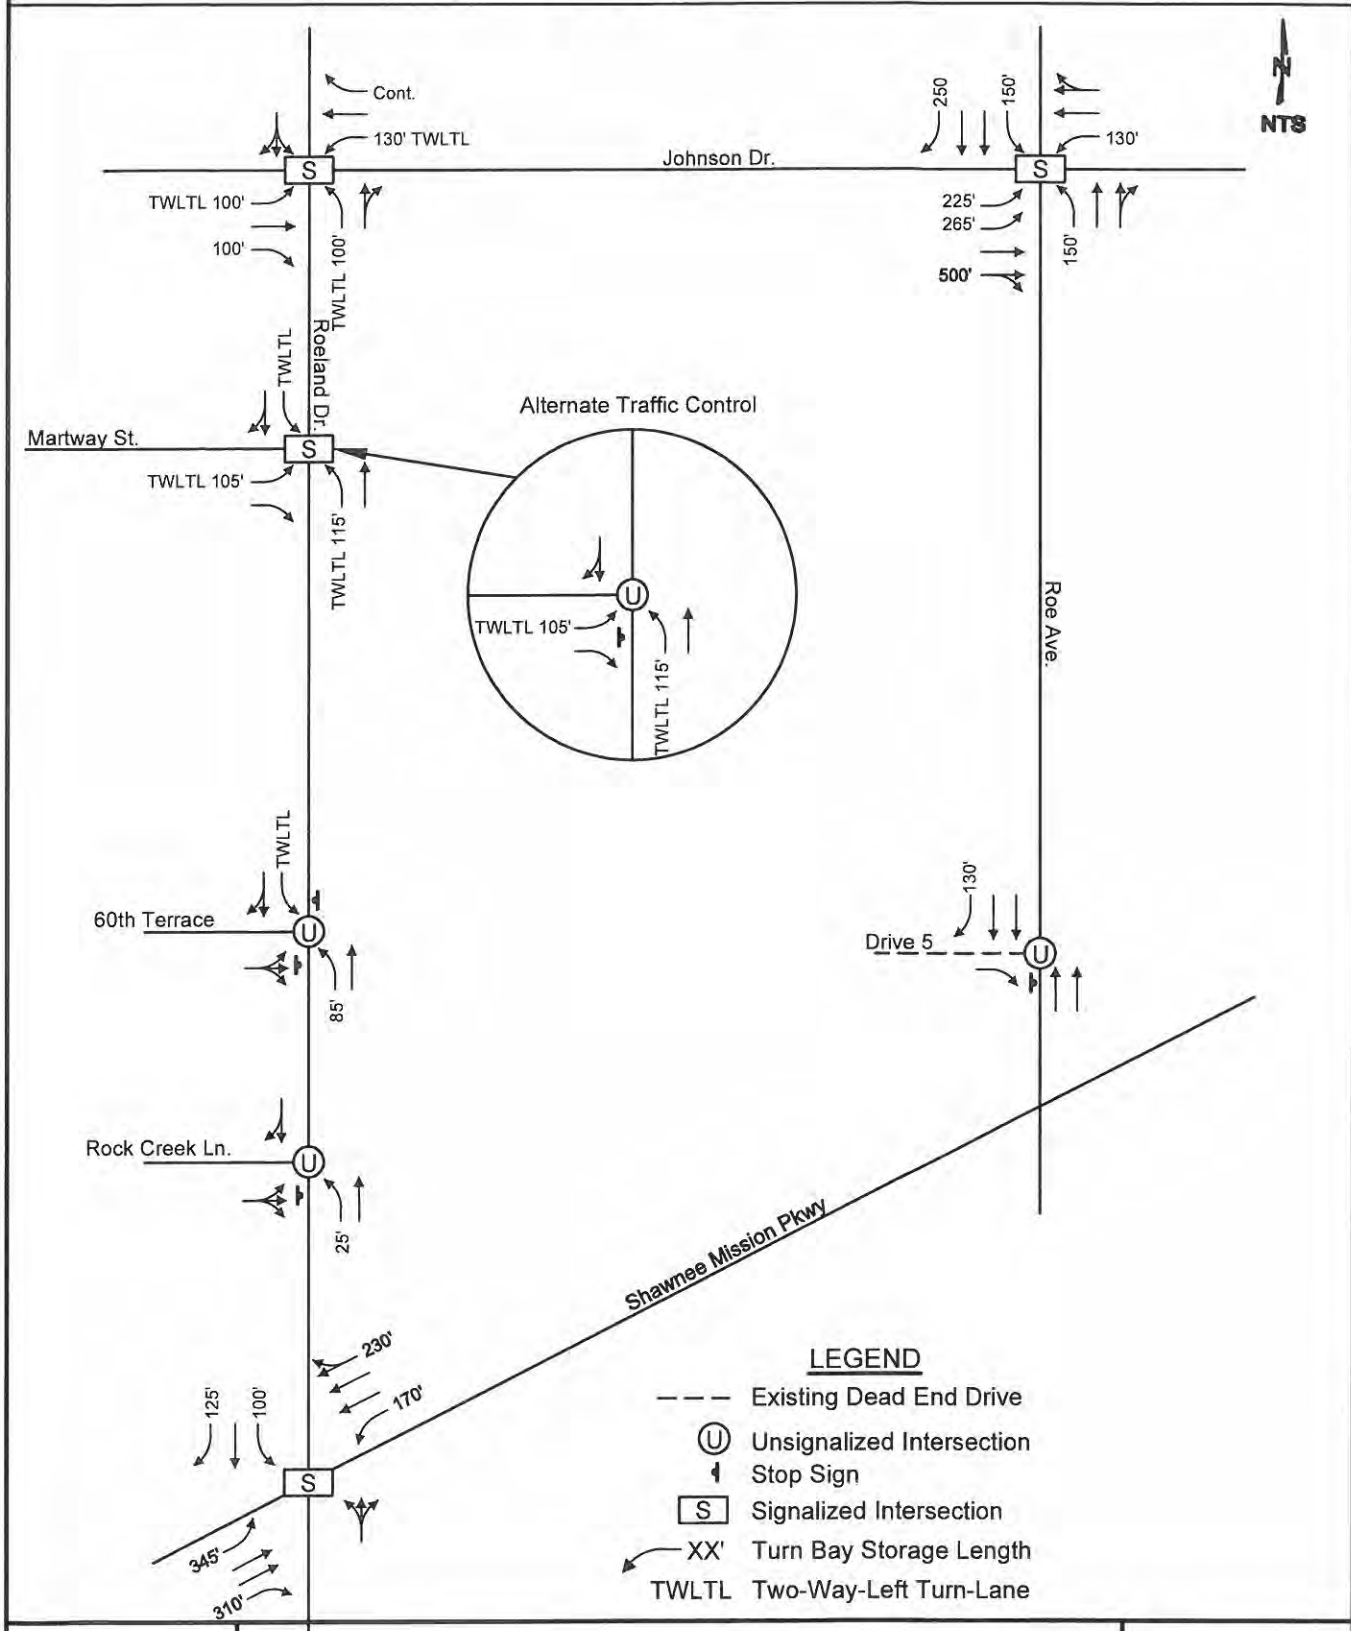 N
NTS
Cont.
130' TWLTL
S
TWLTL 100'
100'
TWLTL 100'
Johnson Dr.
250
150'
130'
S
225'
265'
500'
150'
Roeland Dr.
TWLTL
Martway St.
S
TWLTL 105'
TWLTL 115'
Alternate Traffic Control
U
TWLTL 105'
TWLTL 115'
Roe Ave.
TWLTL
60th Terrace
U
85'
130'
Drive 5
U
Rock Creek Ln.
U
25'
Shawnee Mission Pkwy
230'
170'
125'
100'
S
345'
310'
LEGEND
Existing Dead End Drive
U Unsignalized Intersection
Stop Sign
S Signalized Intersection
XX' Turn Bay Storage Length
TWLTL Two-Way-Left Turn-Lane